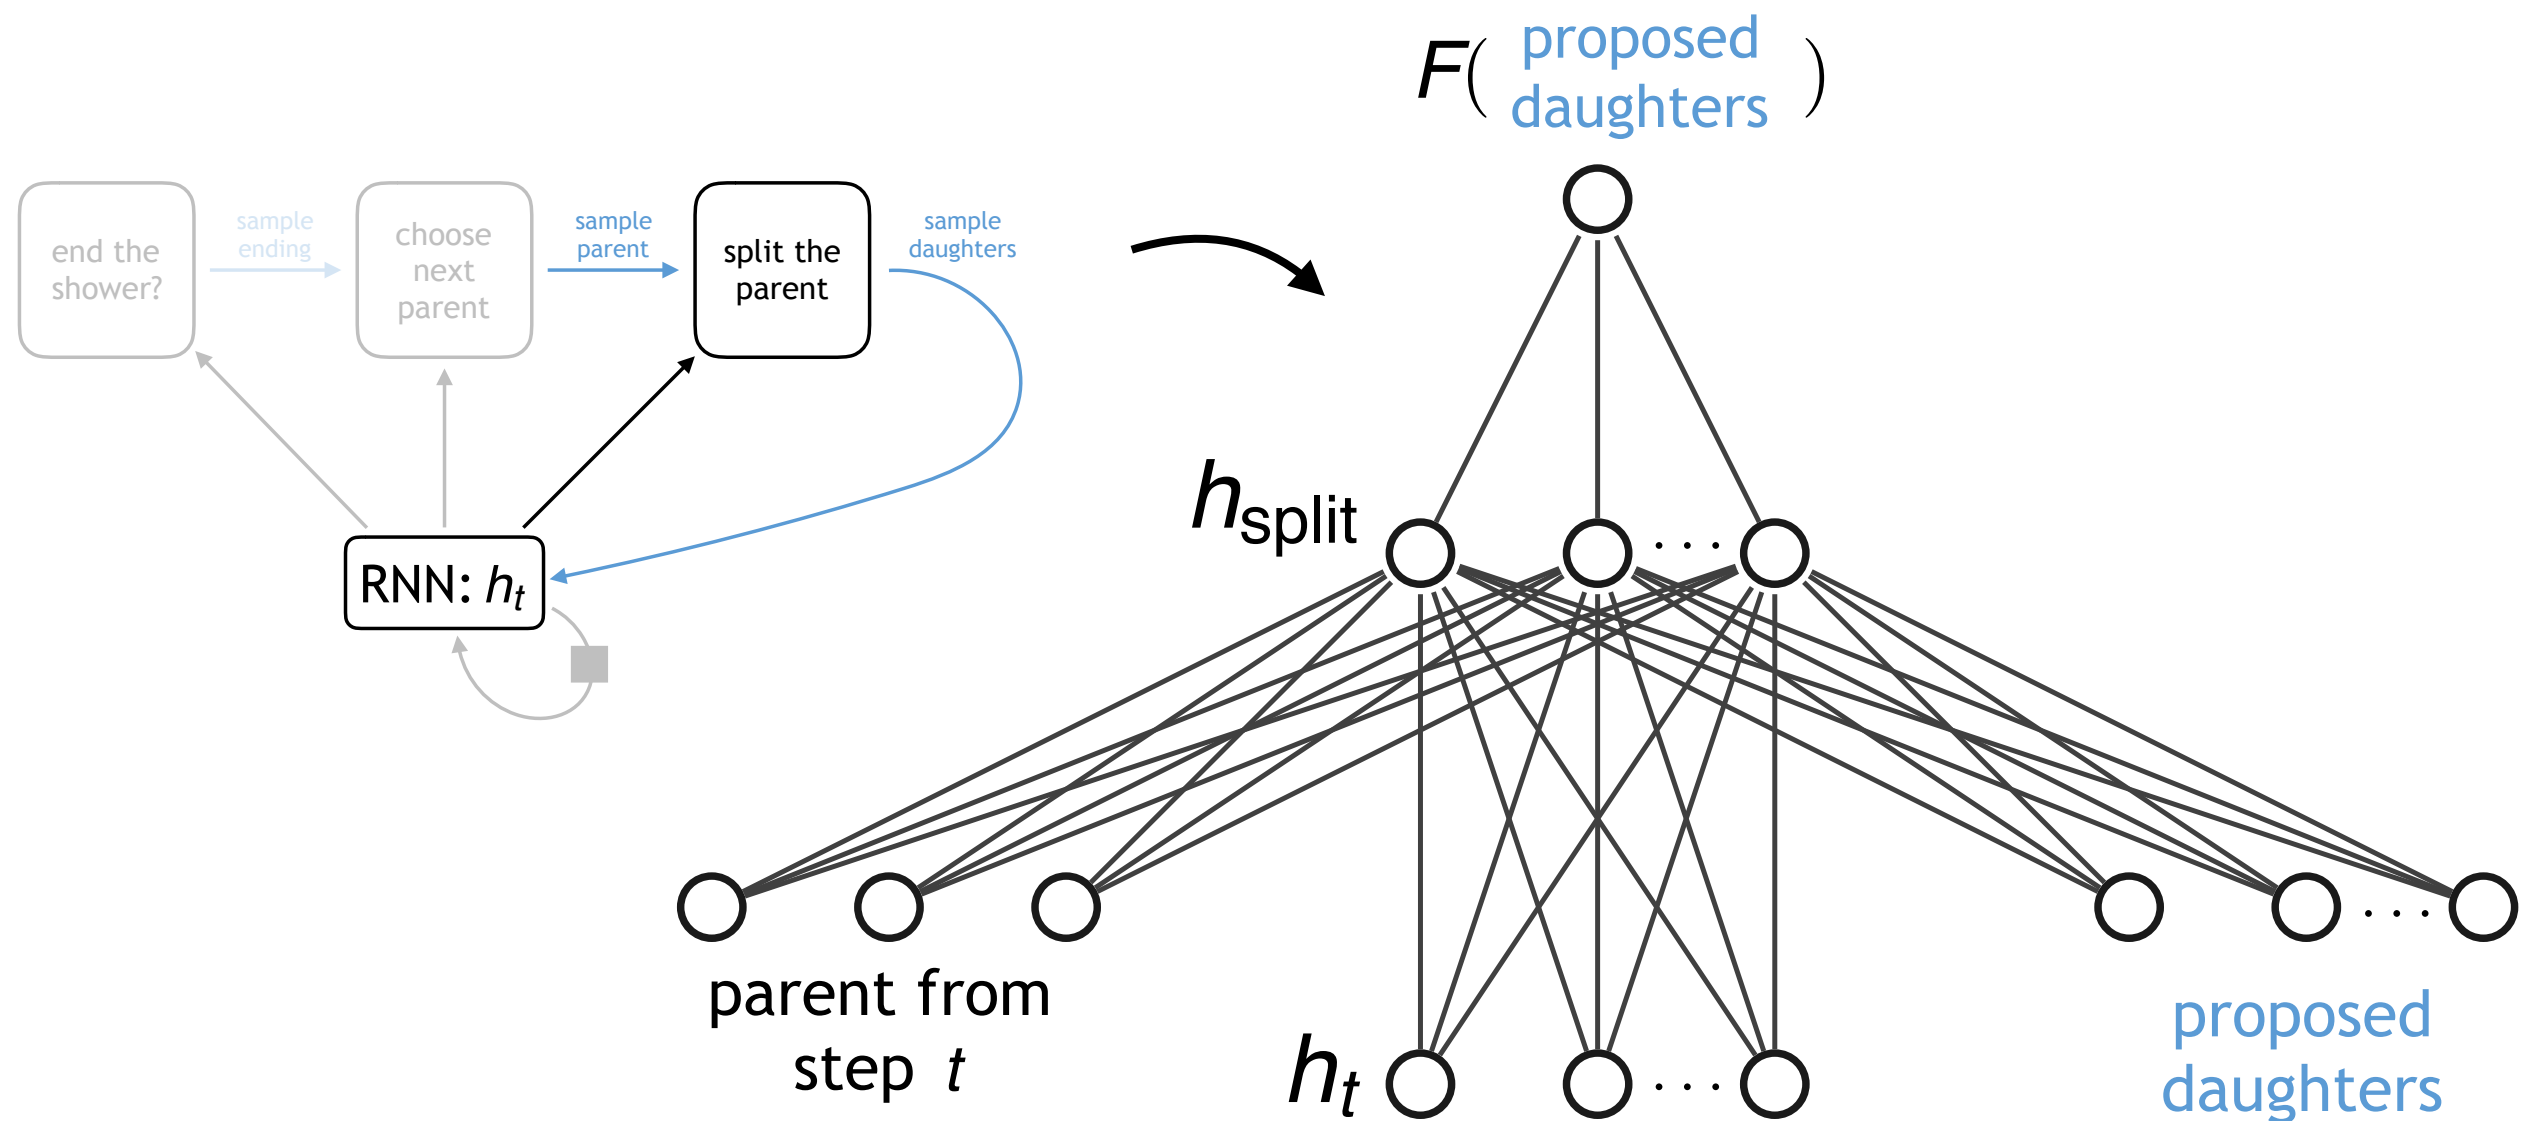 F( proposed daughters )
end the
shower?
sample
ending
choose
next
parent
sample
parent
split the
parent
sample
daughters
RNN: h_t
h_split
parent from
step t
h_t
. . .
. . .
. . .
proposed
daughters